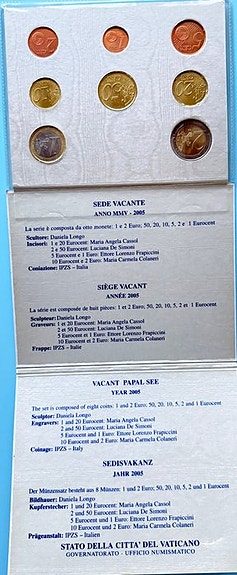 SEDE VACANTE
ANNO MMV - 2005
La serie è composta da otto monete: 1 e 2 Euro; 50, 20, 10, 5, 2 e 1 Eurocent
Scultore: Daniela Longo
Incisori: 1 e 20 Eurocent: Maria Angela Cassol
2 e 50 Eurocent: Luciana De Simoni
5 Eurocent e 1 Euro: Ettore Lorenzo Frapiccini
10 Eurocent e 2 Euro: Maria Carmela Colaneri
Coniazione: IPZS - Italia
SIÈGE VACANT
ANNÉE 2005
La série est composée de huit pièces: 1 et 2 Euro; 50, 20, 10, 5, 2 et 1 Eurocent
Sculpteur: Daniela Longo
Graveurs: 1 et 20 Eurocent: Maria Angela Cassol
2 et 50 Eurocent: Luciana De Simoni
5 Eurocent et 1 Euro: Ettore Lorenzo Frapiccini
10 Eurocent et 2 Euro: Maria Carmela Colaneri
Frappe: IPZS - Italie
VACANT PAPAL SEE
YEAR 2005
The set is composed of eight coins: 1 and 2 Euro; 50, 20, 10, 5, 2 and 1 Eurocent
Sculptor: Daniela Longo
Engravers: 1 and 20 Eurocent: Maria Angela Cassol
2 and 50 Eurocent: Luciana De Simoni
5 Eurocent and 1 Euro: Ettore Lorenzo Frapiccini
10 Eurocent and 2 Euro: Maria Carmela Colaneri
Coinage: IPZS - Italy
SEDISVAKANZ
JAHR 2005
Der Münzensatz besteht aus 8 Münzen: 1 und 2 Euro; 50, 20, 10, 5, 2 und 1 Eurocent
Bildhauer: Daniela Longo
Kupferstecher: 1 und 20 Eurocent: Maria Angela Cassol
2 und 50 Eurocent: Luciana De Simoni
5 Eurocent und 1 Euro: Ettore Lorenzo Frapiccini
10 Eurocent und 2 Euro: Maria Carmela Colaneri
Prägeanstalt: IPZS - Italien
STATO DELLA CITTA' DEL VATICANO
GOVERNATORATO - UFFICIO NUMISMATICO